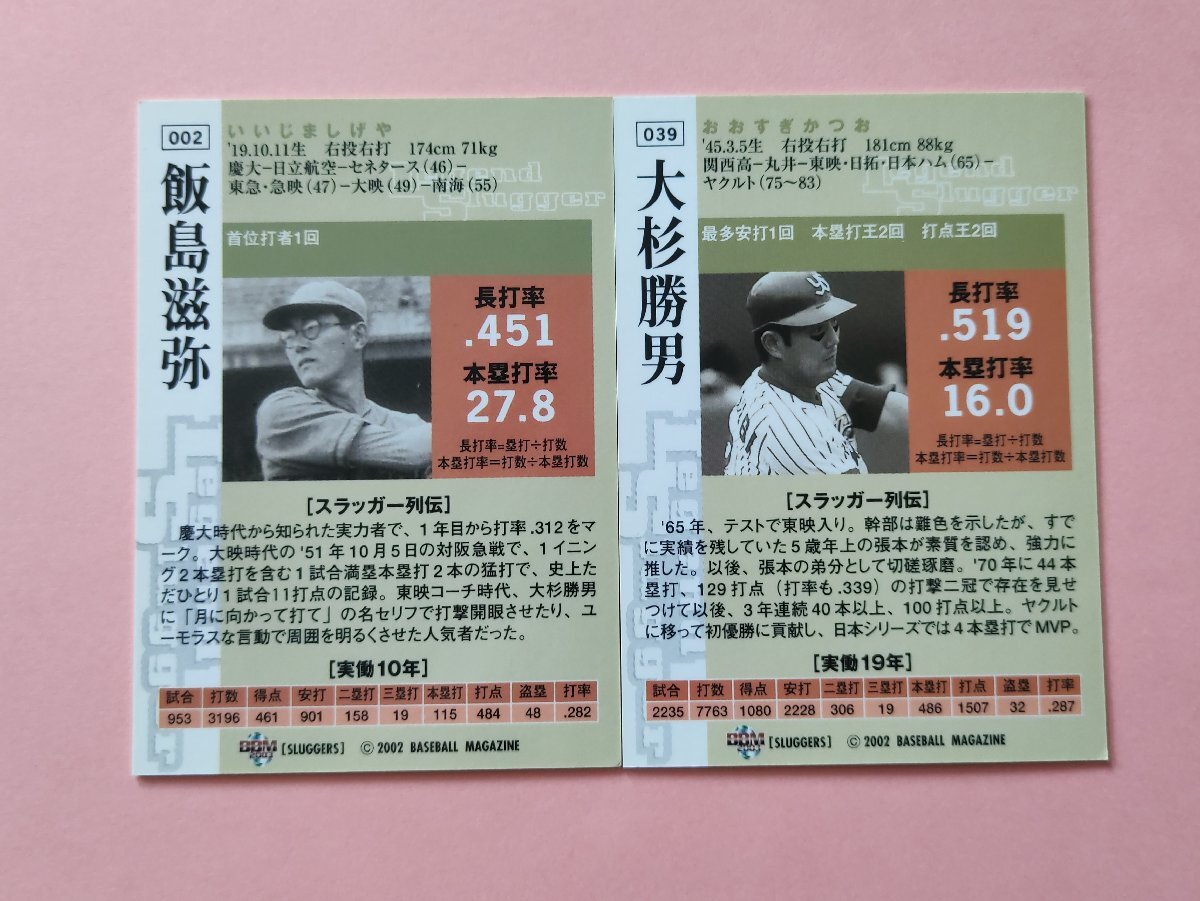 002
飯島滋弥
いいじましげや
'19.10.11生 右投右打 174cm 71kg
慶大−日立航空−セネタース(46)−
東急・急映(47)−大映(49)−南海(55)
Legend
Slugger
首位打者1回
長打率
.451
本塁打率
27.8
長打率=塁打÷打数
本塁打率=打数÷本塁打数
[スラッガー列伝]
慶大時代から知られた実力者で、1年目から打率.312をマ
ーク。大映時代の'51年10月5日の対阪急戦で、1イニン
グ2本塁打を含む1試合満塁本塁打2本の猛打で、史上た
だひとり1試合11打点の記録。東映コーチ時代、大杉勝男
に「月に向かって打て」の名セリフで打撃開眼させたり、ユ
ーモラスな言動で周囲を明るくさせた人気者だった。
[実働10年]
試合 打数 得点 安打 二塁打 三塁打 本塁打 打点 盗塁 打率
953 3196 461 901 158 19 115 484 48 .282
BBM 2003 [SLUGGERS] © 2002 BASEBALL MAGAZINE
039
大杉勝男
おおすぎかつお
'45.3.5生 右投右打 181cm 88kg
関西高−丸井−東映・日拓・日本ハム(65)−
ヤクルト(75〜83)
Legend
Slugger
最多安打1回 本塁打王2回 打点王2回
長打率
.519
本塁打率
16.0
長打率=塁打÷打数
本塁打率=打数÷本塁打数
[スラッガー列伝]
'65年、テストで東映入り。幹部は難色を示したが、すで
に実績を残していた5歳年上の張本が素質を認め、強力に
推した。以後、張本の弟分として切磋琢磨。'70年に44本
塁打、129打点(打率も.339)の打撃二冠で存在を見せ
つけて以後、3年連続40本以上、100打点以上。ヤクルト
に移って初優勝に貢献し、日本シリーズでは4本塁打でMVP。
[実働19年]
試合 打数 得点 安打 二塁打 三塁打 本塁打 打点 盗塁 打率
2235 7763 1080 2228 306 19 486 1507 32 .287
BBM 2003 [SLUGGERS] © 2002 BASEBALL MAGAZINE